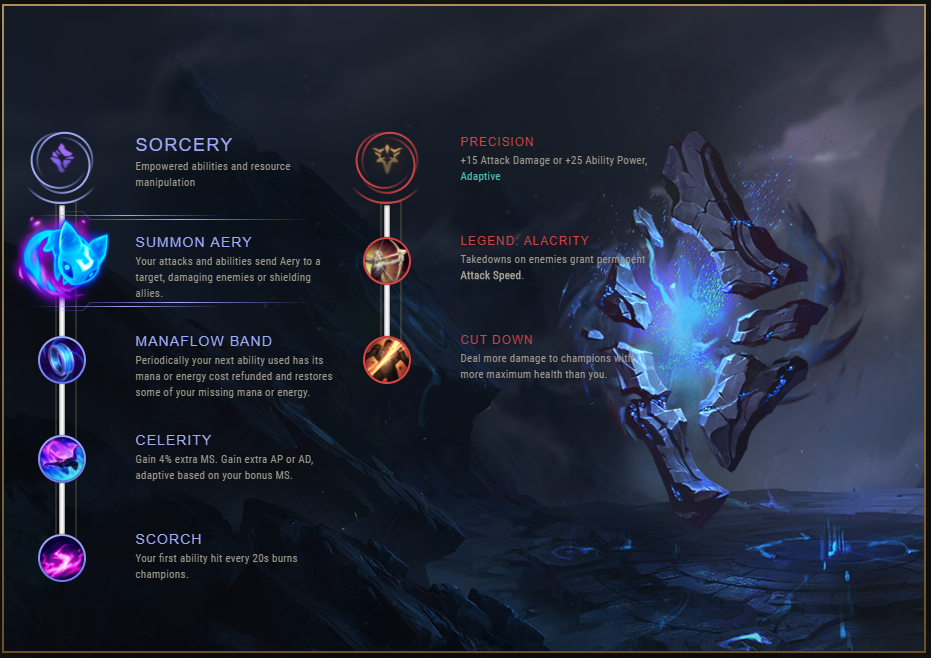 SORCERY
Empowered abilities and resource
manipulation
SUMMON AERY
Your attacks and abilities send Aery to a
target, damaging enemies or shielding
allies.
MANAFLOW BAND
Periodically your next ability used has its
mana or energy cost refunded and restores
some of your missing mana or energy.
CELERITY
Gain 4% extra MS. Gain extra AP or AD,
adaptive based on your bonus MS.
SCORCH
Your first ability hit every 20s burns
champions.
PRECISION
+15 Attack Damage or +25 Ability Power,
Adaptive
LEGEND: ALACRITY
Takedowns on enemies grant permanent
Attack Speed.
CUT DOWN
Deal more damage to champions with
more maximum health than you.